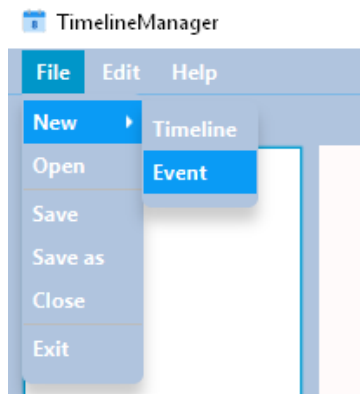 TimelineManager
File Edit Help
New
Timeline
Open
Event
Save
Save as
Close
Exit